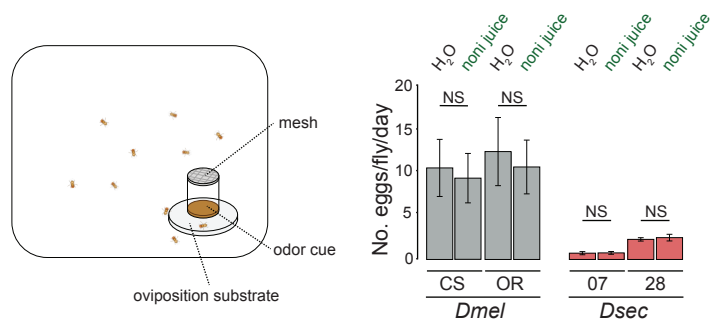 mesh
odor cue
oviposition substrate
H₂O
noni juice
H₂O
noni juice
H₂O
noni juice
H₂O
noni juice
No. eggs/fly/day
20
15
10
5
0
NS
NS
NS
NS
CS
OR
07
28
Dmel
Dsec